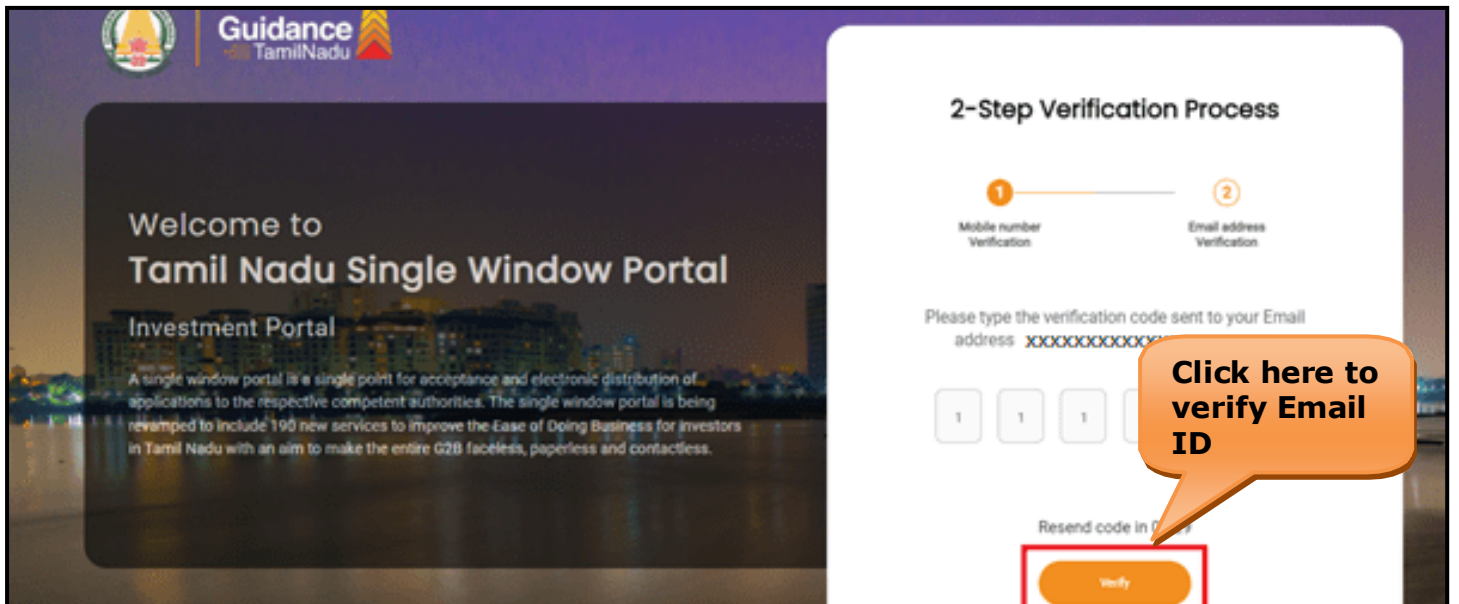 Guidance
TamilNadu
Welcome to
Tamil Nadu Single Window Portal
Investment Portal
A single window portal is a single point for acceptance and electronic distribution of
applications to the respective competent authorities. The single window portal is being
revamped to include 190 new services to improve the Ease of Doing Business for investors
in Tamil Nadu with an aim to make the entire G2B faceless, paperless and contactless.
2-Step Verification Process
1
2
Mobile number
Verification
Email address
Verification
Please type the verification code sent to your Email
address XXXXXXXXXXXX
1 1 1
Click here to
verify Email
ID
Resend code in
Verify